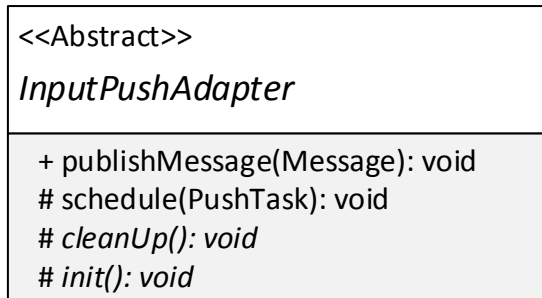 <<Abstract>>
InputPushAdapter
+ publishMessage(Message): void
# schedule(PushTask): void
# cleanUp(): void
# init(): void